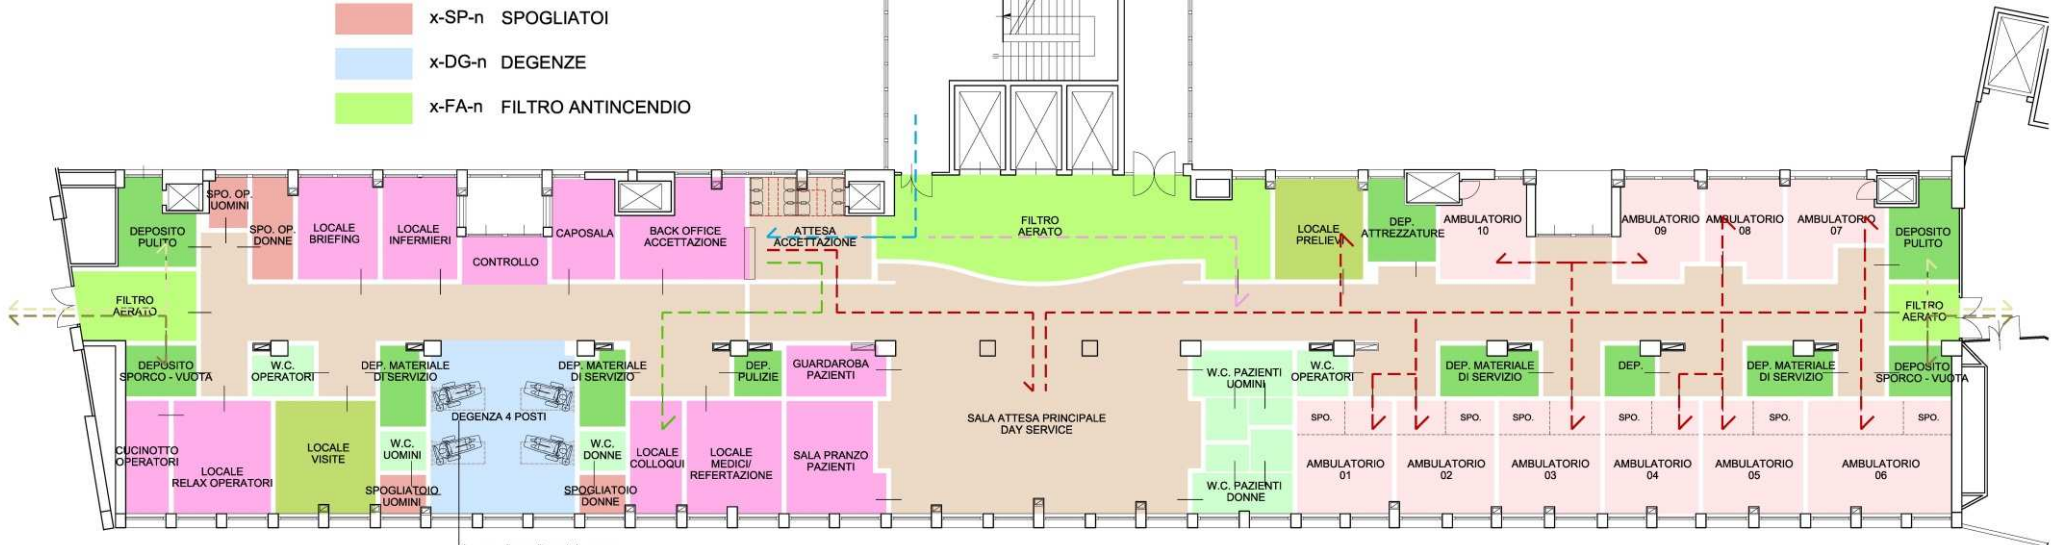 x-SP-n SPOGLIATOI
x-DG-n DEGENZE
x-FA-n FILTRO ANTINCENDIO
DEPOSITO
PULITO
SPO. OP.
UOMINI
SPO. OP.
DONNE
LOCALE
BRIEFING
LOCALE
INFERMIERI
CONTROLLO
CAPOSALA
BACK OFFICE
ACCETTAZIONE
ATTESA
ACCETTAZIONE
FILTRO
AERATO
LOCALE
PRELIEVI
DEP.
ATTREZZATURE
AMBULATORIO
10
AMBULATORIO
09
AMBULATORIO
08
AMBULATORIO
07
DEPOSITO
PULITO
FILTRO
AERATO
FILTRO
AERATO
DEPOSITO
SPORCO - VUOTA
W.C.
OPERATORI
DEP. MATERIALE
DI SERVIZIO
DEP. MATERIALE
DI SERVIZIO
DEP.
PULIZIE
GUARDAROBA
PAZIENTI
W.C. PAZIENTI
UOMINI
W.C.
OPERATORI
DEP. MATERIALE
DI SERVIZIO
DEP.
DEP. MATERIALE
DI SERVIZIO
DEPOSITO
SPORCO - VUOTA
DEGENZA 4 POSTI
SALA ATTESA PRINCIPALE
DAY SERVICE
SPO.
SPO.
SPO.
SPO.
SPO.
SPO.
CUCINOTTO
OPERATORI
LOCALE
RELAX OPERATORI
LOCALE
VISITE
W.C.
UOMINI
W.C.
DONNE
LOCALE
COLLOQUI
LOCALE
MEDICI/
REFERTAZIONE
SALA PRANZO
PAZIENTI
SPOGLIATOIO
UOMINI
SPOGLIATOIO
DONNE
W.C. PAZIENTI
DONNE
AMBULATORIO
01
AMBULATORIO
02
AMBULATORIO
03
AMBULATORIO
04
AMBULATORIO
05
AMBULATORIO
06